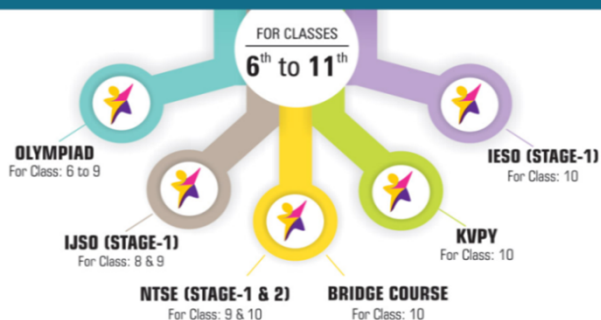 FOR CLASSES
6th to 11th
OLYMPIAD
For Class: 6 to 9
IJSO (STAGE-1)
For Class: 8 & 9
NTSE (STAGE-1 & 2)
For Class: 9 & 10
BRIDGE COURSE
For Class: 10
KVPY
For Class: 10
IESO (STAGE-1)
For Class: 10